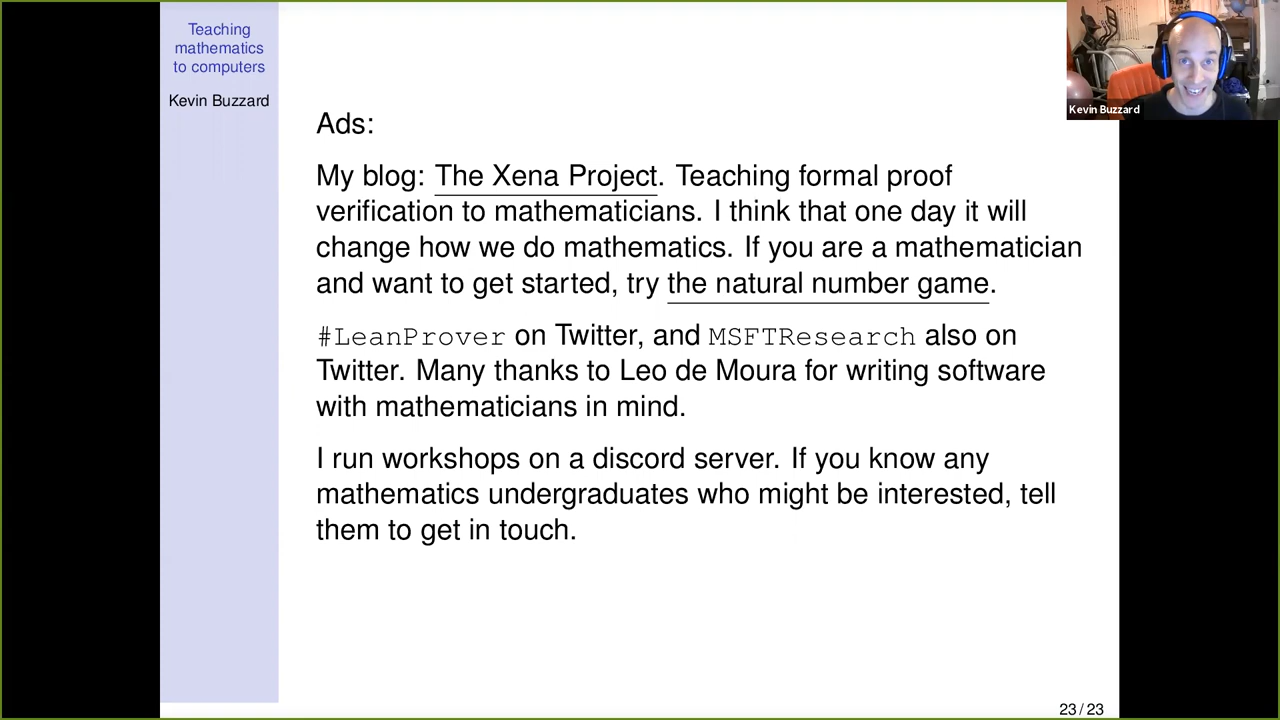 Teaching
mathematics
to computers
Kevin Buzzard
Ads:
My blog: The Xena Project. Teaching formal proof
verification to mathematicians. I think that one day it will
change how we do mathematics. If you are a mathematician
and want to get started, try the natural number game.
#LeanProver on Twitter, and MSFTResearch also on
Twitter. Many thanks to Leo de Moura for writing software
with mathematicians in mind.
I run workshops on a discord server. If you know any
mathematics undergraduates who might be interested, tell
them to get in touch.
23 / 23
Kevin Buzzard